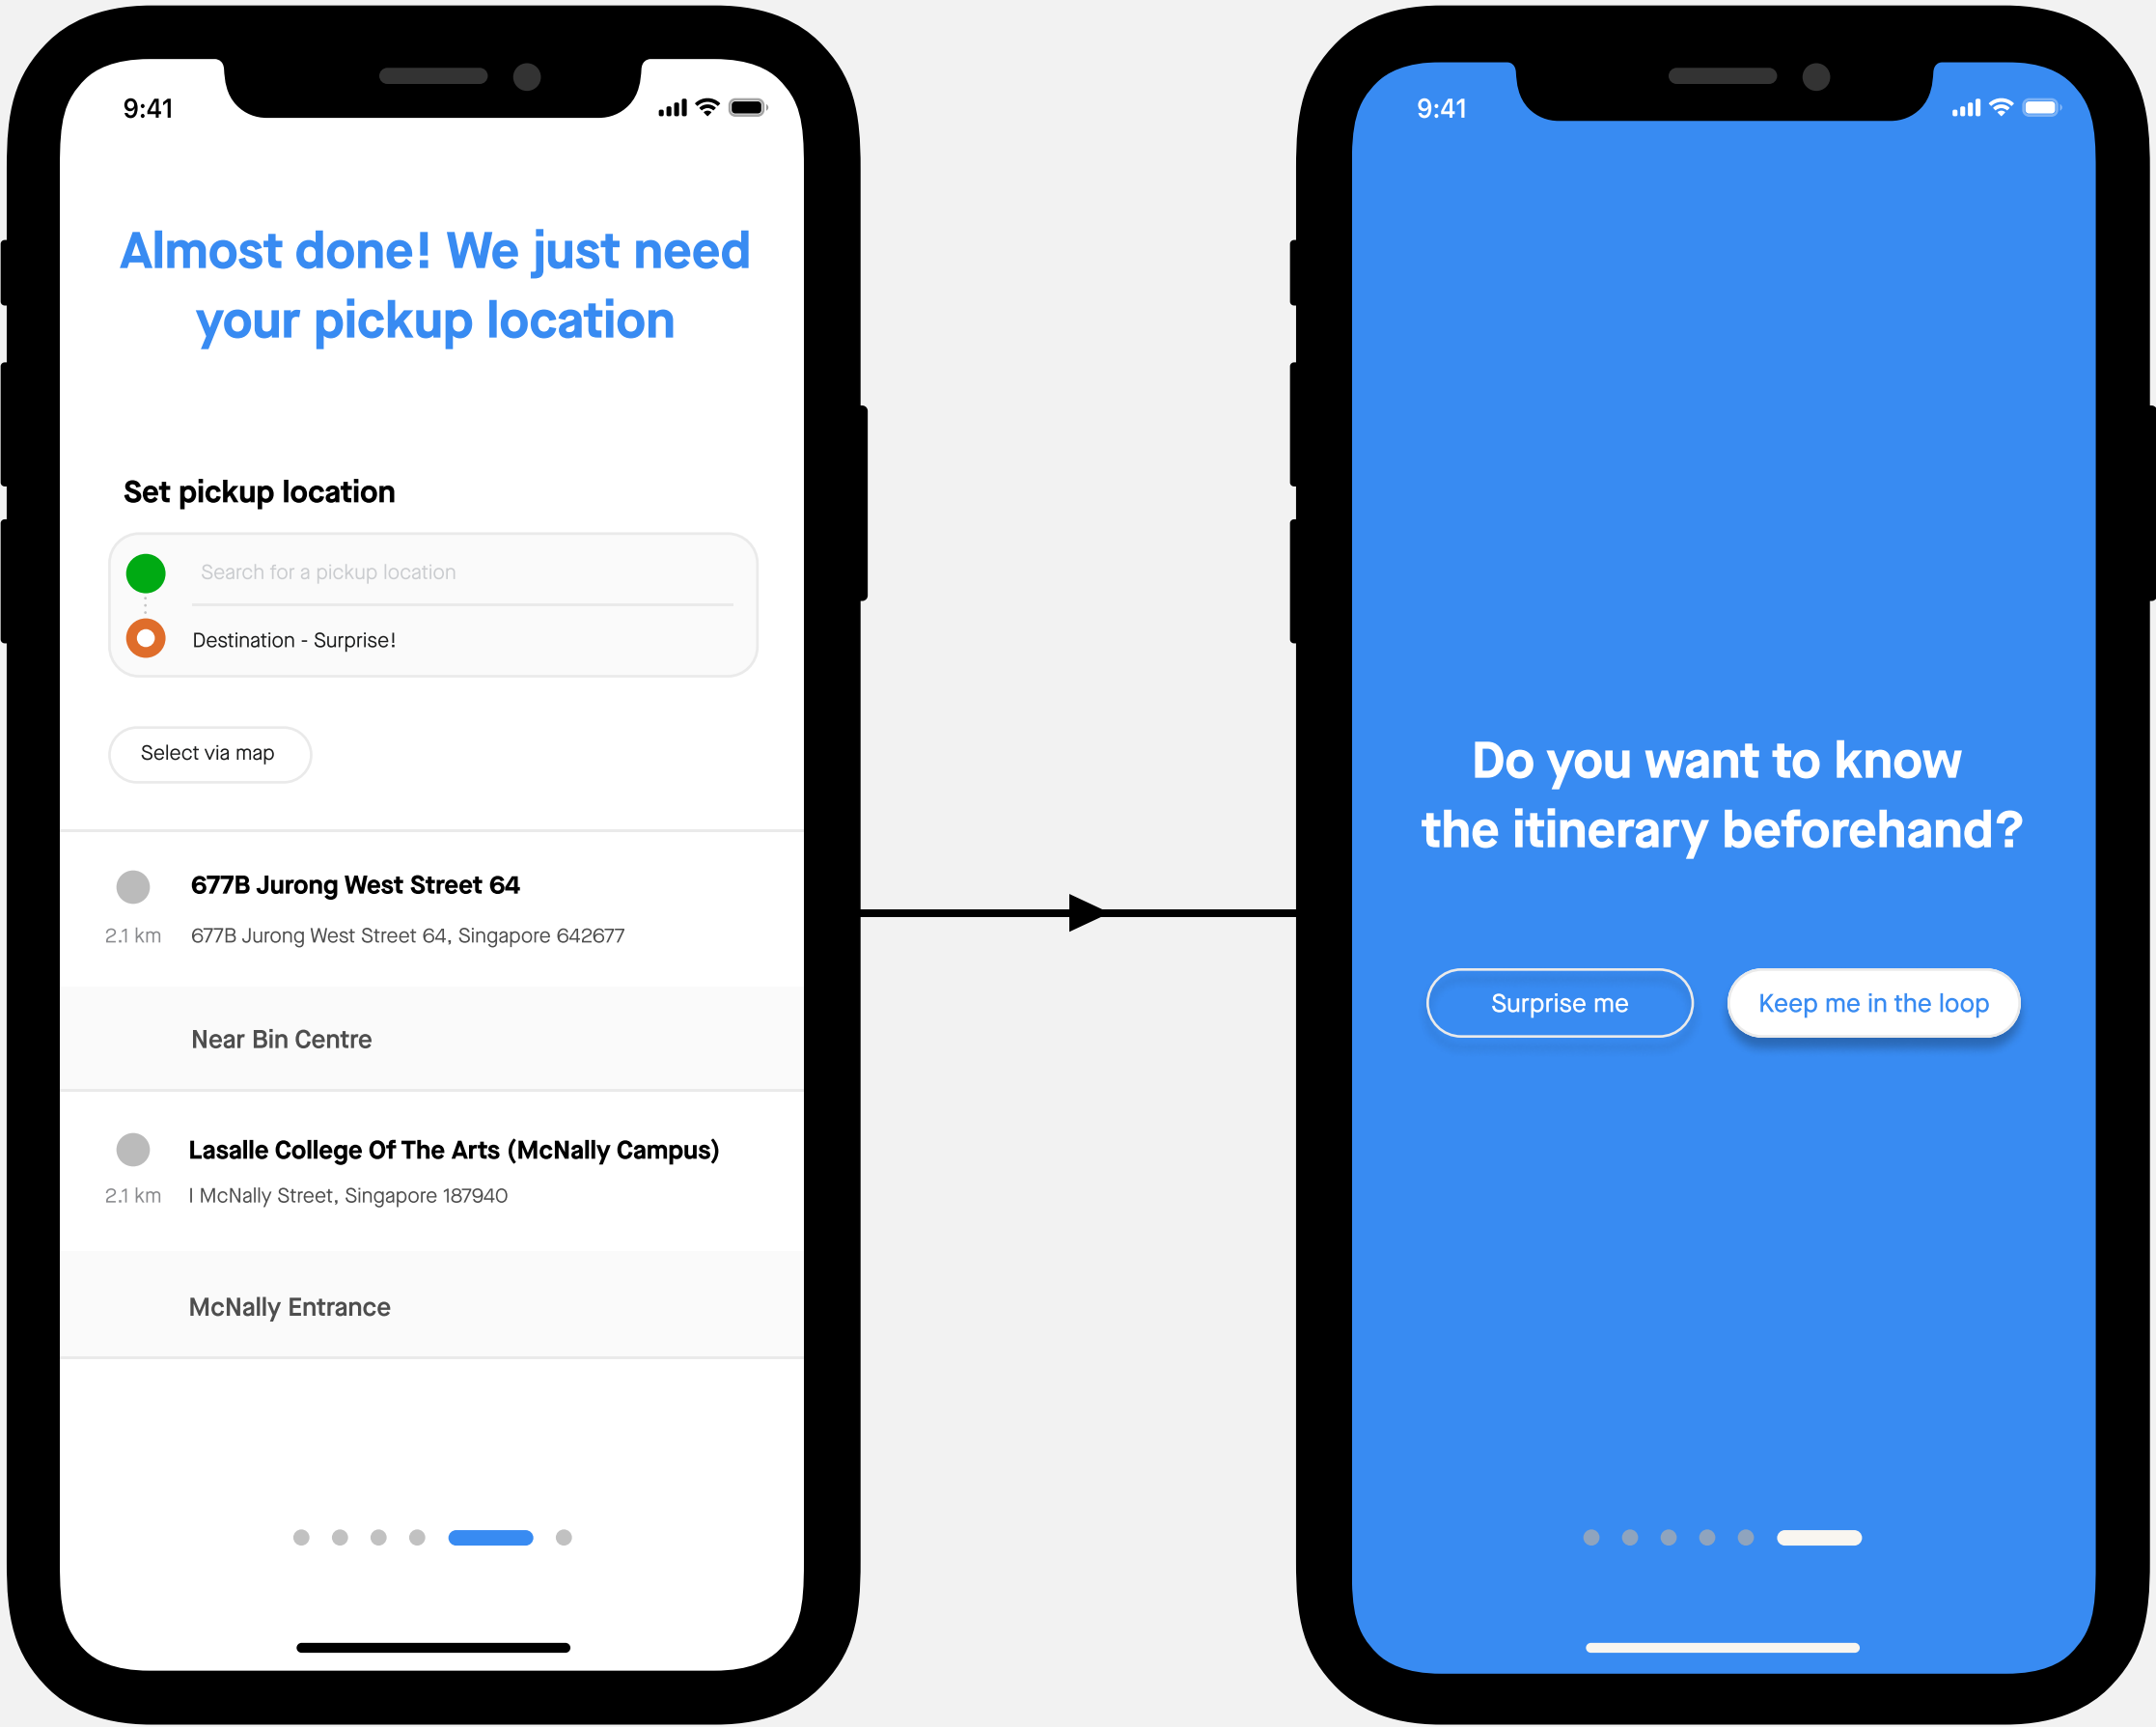 9:41
Almost done! We just need
your pickup location
Set pickup location
Search for a pickup location
Destination - Surprise!
Select via map
677B Jurong West Street 64
2.1 km
677B Jurong West Street 64, Singapore 642677
Near Bin Centre
Lasalle College Of The Arts (McNally Campus)
2.1 km
1 McNally Street, Singapore 187940
McNally Entrance
9:41
Do you want to know
the itinerary beforehand?
Surprise me
Keep me in the loop